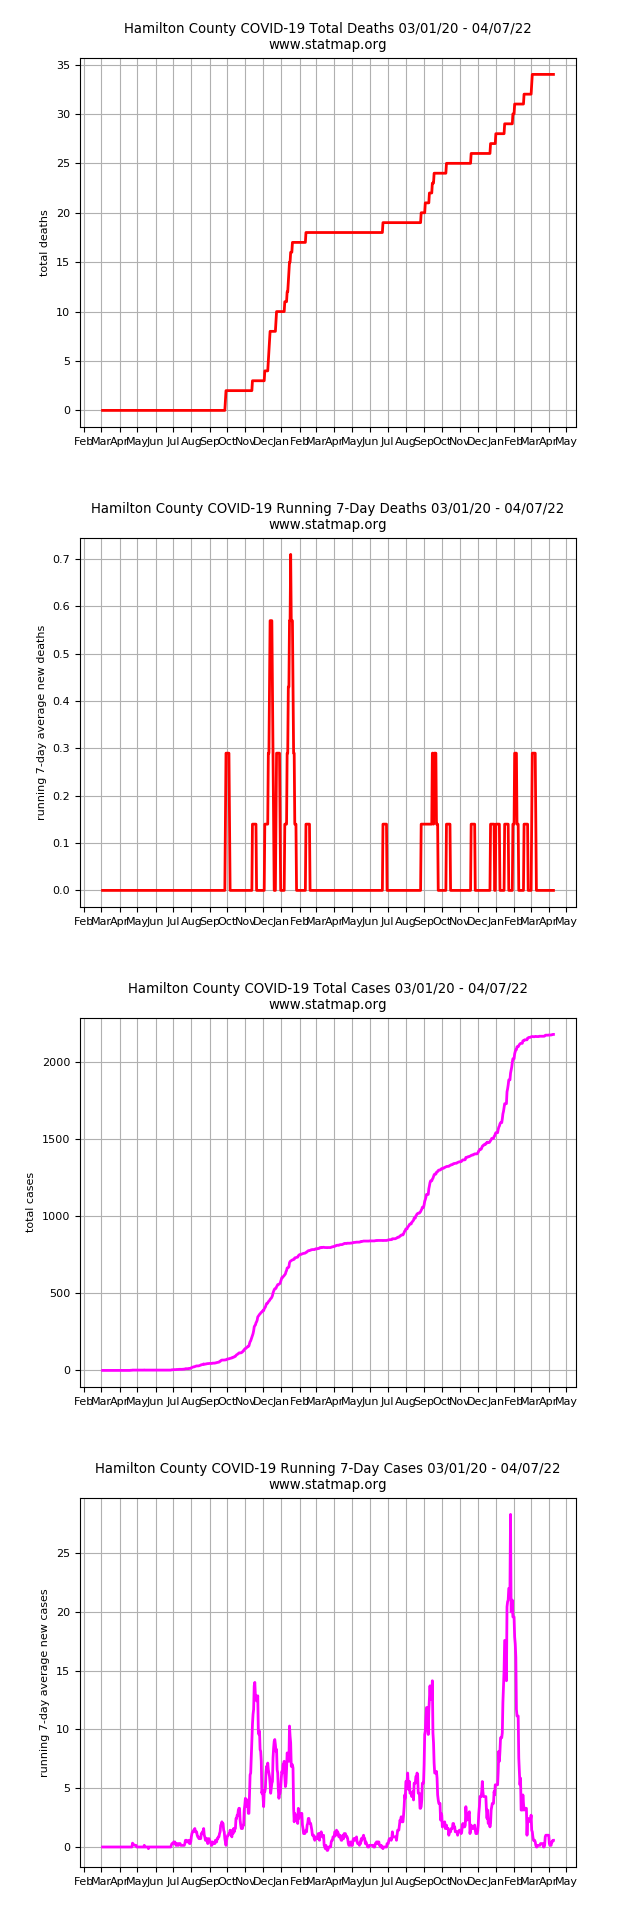 Hamilton County COVID-19 Total Deaths 03/01/20 - 04/07/22
www.statmap.org
35
30
25
20
15
10
5
0
total deaths
Feb Mar Apr May Jun Jul Aug Sep Oct Nov Dec Jan Feb Mar Apr May Jun Jul Aug Sep Oct Nov Dec Jan Feb Mar Apr May
Hamilton County COVID-19 Running 7-Day Deaths 03/01/20 - 04/07/22
www.statmap.org
0.7
0.6
0.5
0.4
0.3
0.2
0.1
0.0
running 7-day average new deaths
Feb Mar Apr May Jun Jul Aug Sep Oct Nov Dec Jan Feb Mar Apr May Jun Jul Aug Sep Oct Nov Dec Jan Feb Mar Apr May
Hamilton County COVID-19 Total Cases 03/01/20 - 04/07/22
www.statmap.org
2000
1500
1000
500
0
total cases
Feb Mar Apr May Jun Jul Aug Sep Oct Nov Dec Jan Feb Mar Apr May Jun Jul Aug Sep Oct Nov Dec Jan Feb Mar Apr May
Hamilton County COVID-19 Running 7-Day Cases 03/01/20 - 04/07/22
www.statmap.org
25
20
15
10
5
0
running 7-day average new cases
Feb Mar Apr May Jun Jul Aug Sep Oct Nov Dec Jan Feb Mar Apr May Jun Jul Aug Sep Oct Nov Dec Jan Feb Mar Apr May